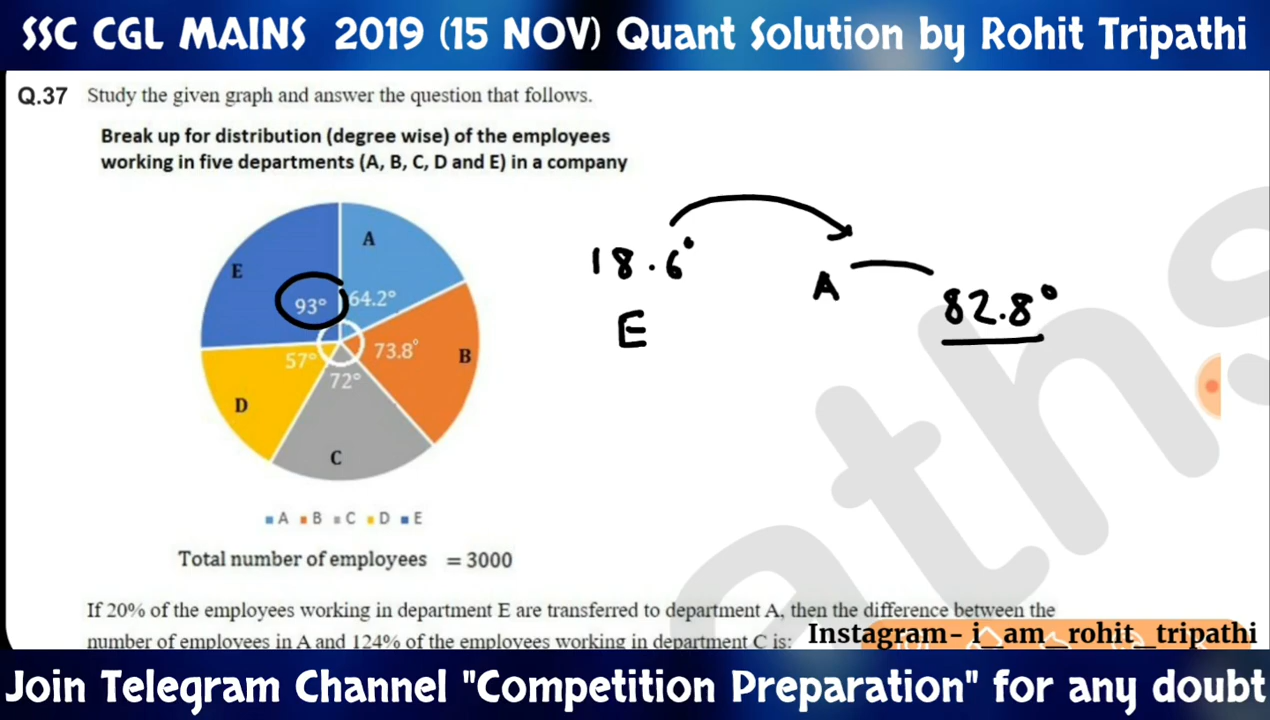 SSC CGL MAINS 2019 (15 NOV) Quant Solution by Rohit Tripathi
Q.37 Study the given graph and answer the question that follows.
Break up for distribution (degree wise) of the employees
working in five departments (A, B, C, D and E) in a company
A
E
18.6°
A
82.8°
93°
64.2°
E
57°
73.8°
B
72°
D
C
A B C D E
Total number of employees = 3000
If 20% of the employees working in department E are transferred to department A, then the difference between the
number of employees in A and 124% of the employees working in department C is:
Instagram- i_am_rohit_tripathi
aths
Join Telegram Channel "Competition Preparation" for any doubt